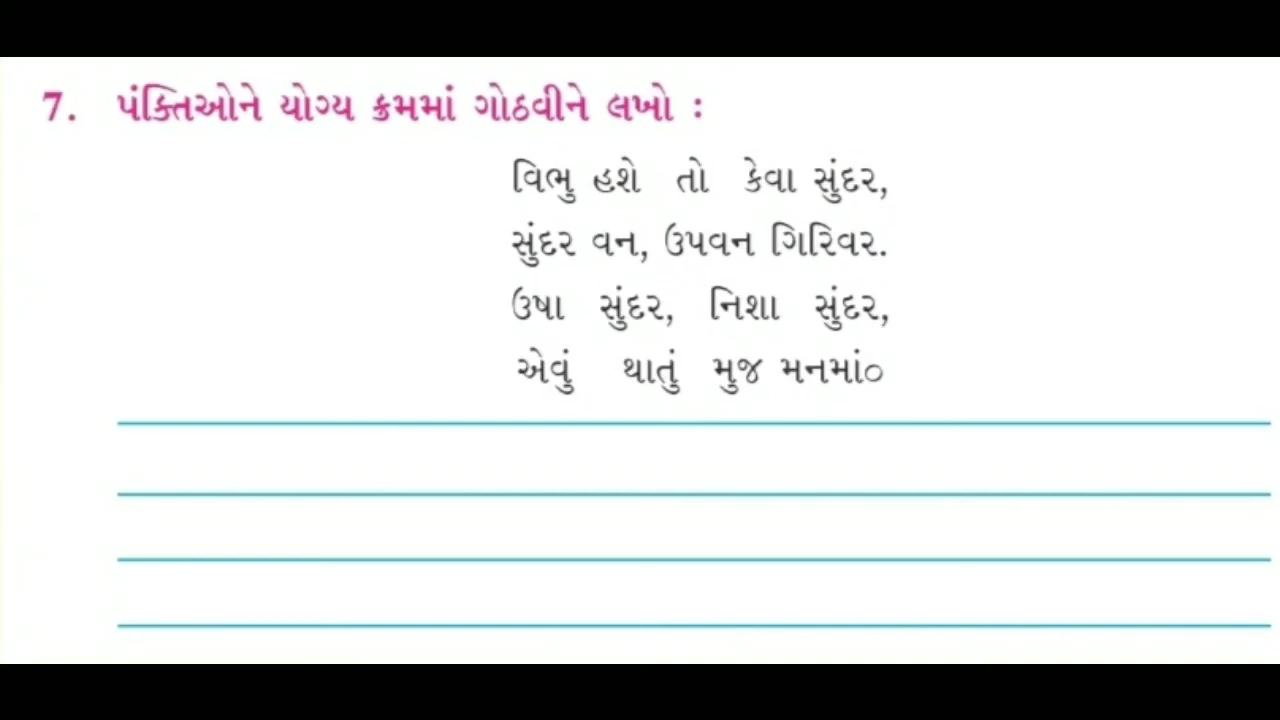 7. પંક્તિઓને યોગ્ય ક્રમમાં ગોઠવીને લખો :
વિભુ હશે તો કેવા સુંદર,
સુંદર વન, ઉપવન ગિરિવર.
ઉષા સુંદર, નિશા સુંદર,
એવું થાતું મુજ મનમાં૦